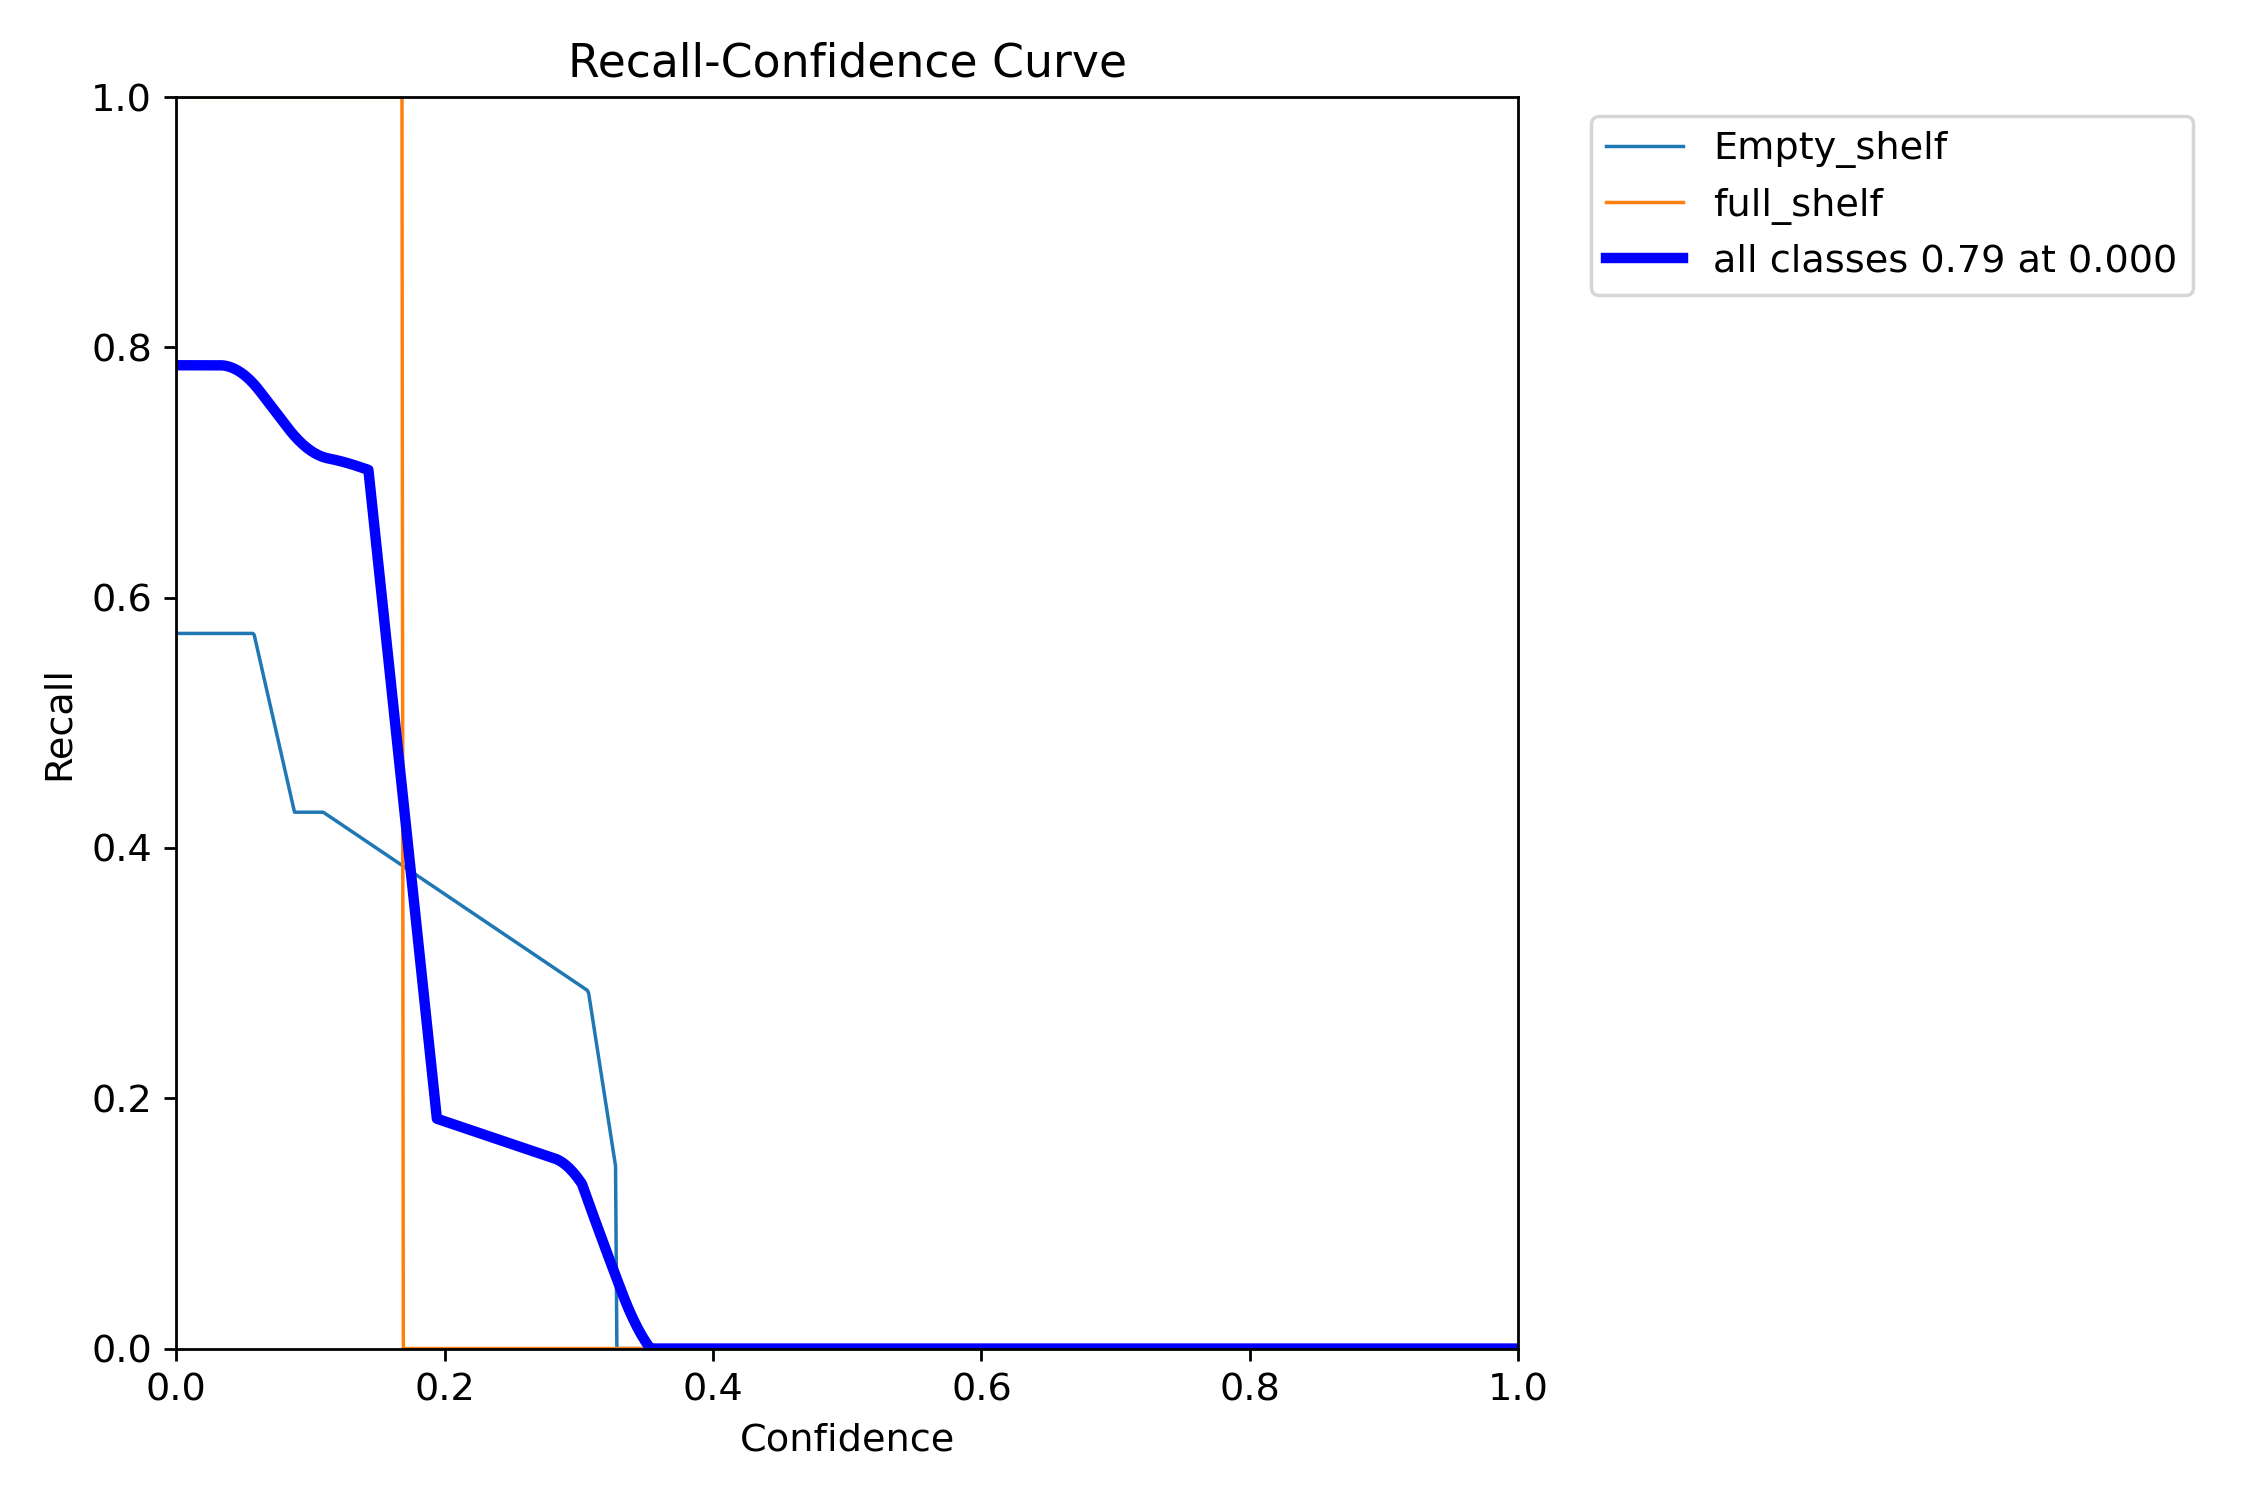 Recall-Confidence Curve
1.0
0.8
0.6
0.4
0.2
0.0
Recall
0.0 0.2 0.4 0.6 0.8 1.0
Confidence
Empty_shelf
full_shelf
all classes 0.79 at 0.000